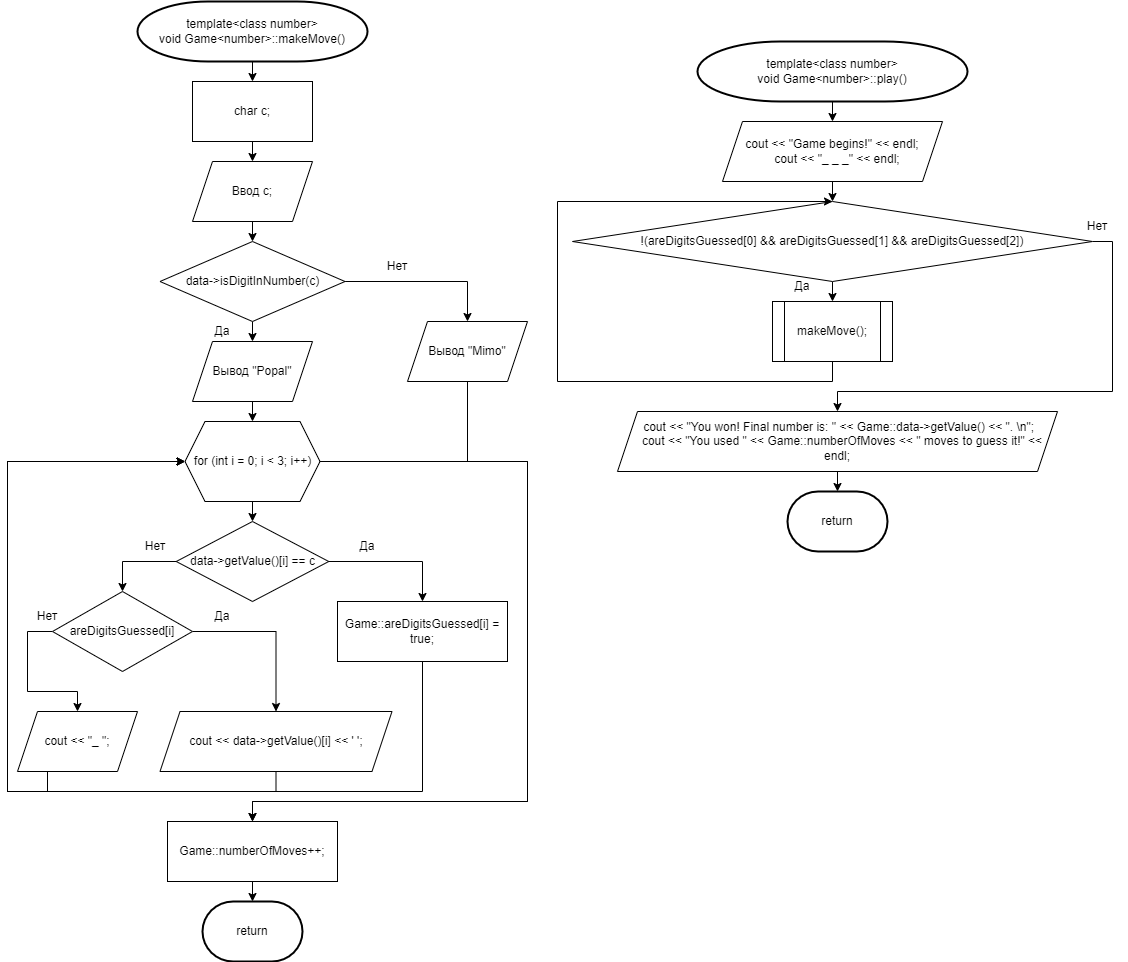 template<class number>
void Game<number>::makeMove()
char c;
Ввод c;
data->isDigitInNumber(c)
Нет
Да
Вывод "Mimo"
Вывод "Popal"
for (int i = 0; i < 3; i++)
data->getValue()[i] == c
Нет
Да
areDigitsGuessed[i]
Нет
Да
Game::areDigitsGuessed[i] =
true;
cout << "_ ";
cout << data->getValue()[i] << ' ';
Game::numberOfMoves++;
return
template<class number>
void Game<number>::play()
cout << "Game begins!" << endl;
cout << "_ _ _" << endl;
!(areDigitsGuessed[0] && areDigitsGuessed[1] && areDigitsGuessed[2])
Нет
Да
makeMove();
cout << "You won! Final number is: " << Game::data->getValue() << ". \n";
cout << "You used " << Game::numberOfMoves << " moves to guess it!" <<
endl;
return